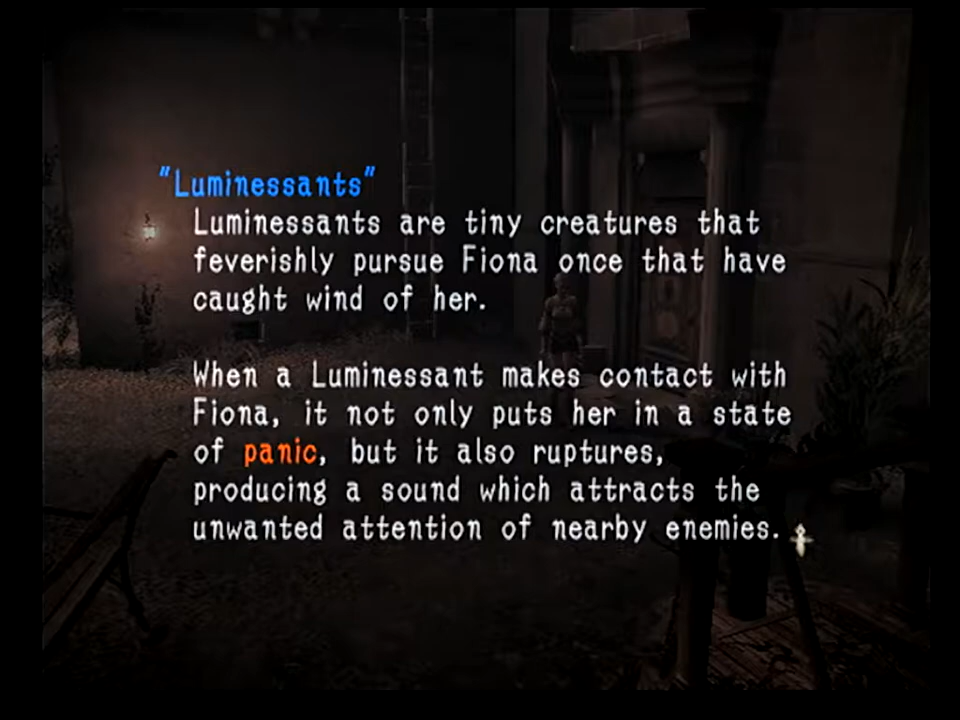 "Luminessants"
Luminessants are tiny creatures that
feverishly pursue Fiona once that have
caught wind of her.
When a Luminessant makes contact with
Fiona, it not only puts her in a state
of panic, but it also ruptures,
producing a sound which attracts the
unwanted attention of nearby enemies.